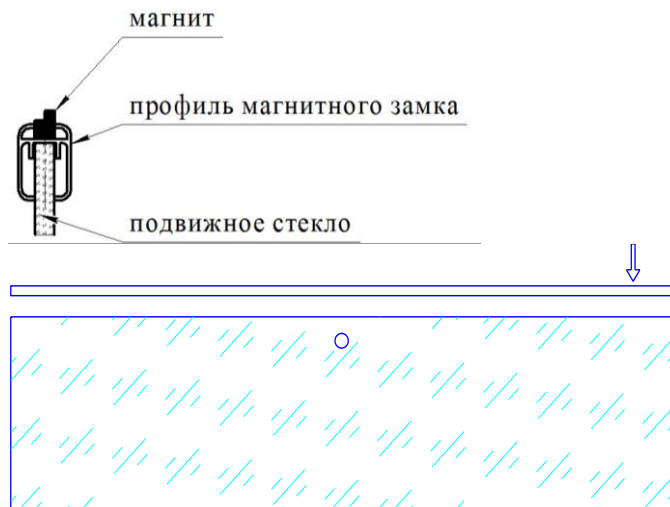 магнит
профиль магнитного замка
подвижное стекло